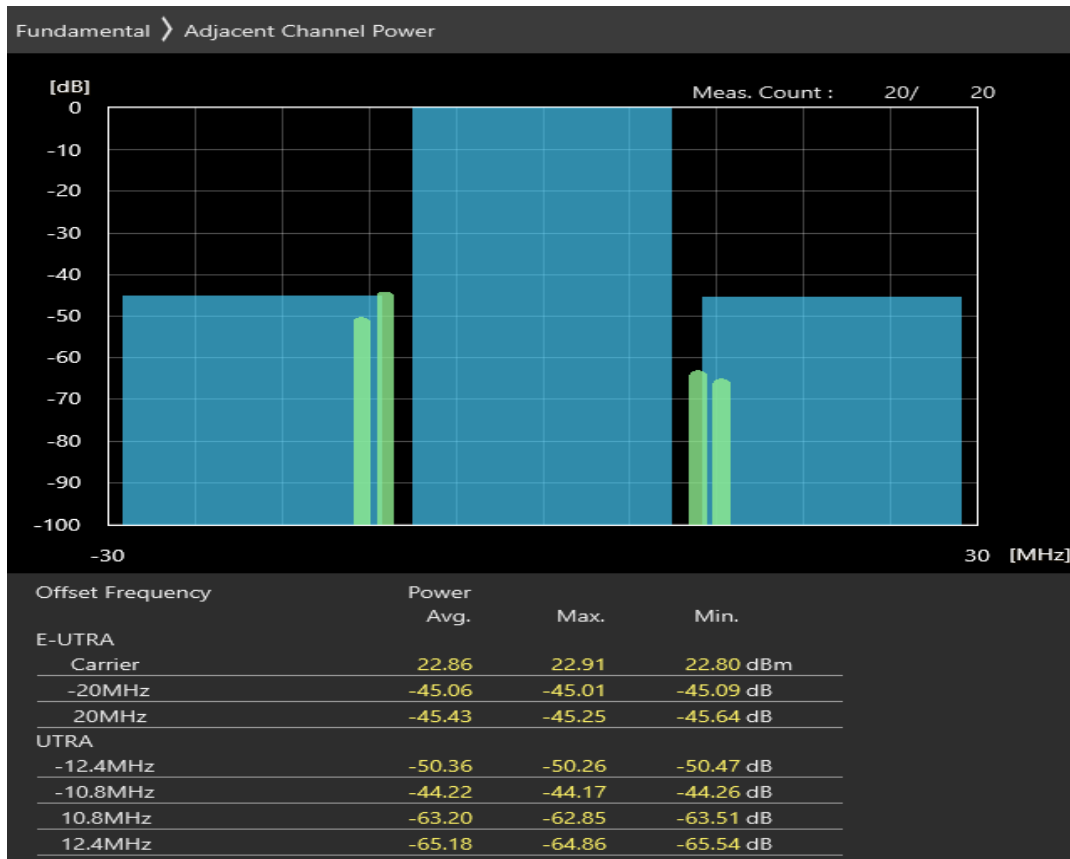 Fundamental ❯ Adjacent Channel Power
[dB]
Meas. Count : 20/ 20
0
-10
-20
-30
-40
-50
-60
-70
-80
-90
-100
-30 30 [MHz]
Offset Frequency Power
Avg. Max. Min.
E-UTRA
Carrier 22.86 22.91 22.80 dBm
-20MHz -45.06 -45.01 -45.09 dB
20MHz -45.43 -45.25 -45.64 dB
UTRA
-12.4MHz -50.36 -50.26 -50.47 dB
-10.8MHz -44.22 -44.17 -44.26 dB
10.8MHz -63.20 -62.85 -63.51 dB
12.4MHz -65.18 -64.86 -65.54 dB